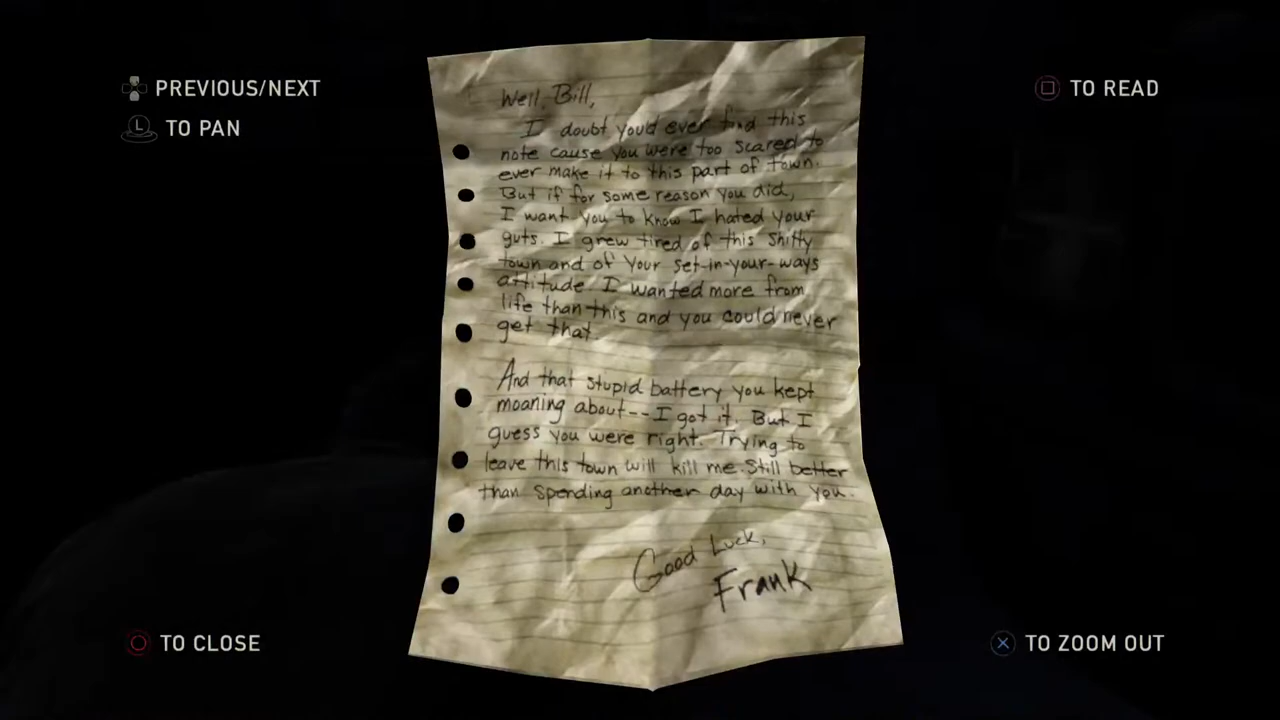 PREVIOUS/NEXT
L TO PAN
TO READ
Well, Bill,
I doubt you'd ever find this
note cause you were too scared to
ever make it to this part of town.
But if for some reason you did,
I want you to know I hated your
guts. I grew tired of this shitty
town and of your set-in-your-ways
attitude. I wanted more from
life than this and you could never
get that.
And that stupid battery you kept
moaning about--I got it. But I
guess you were right. Trying to
leave this town will kill me. Still better
than spending another day with you.
Good Luck,
Frank
TO CLOSE
TO ZOOM OUT